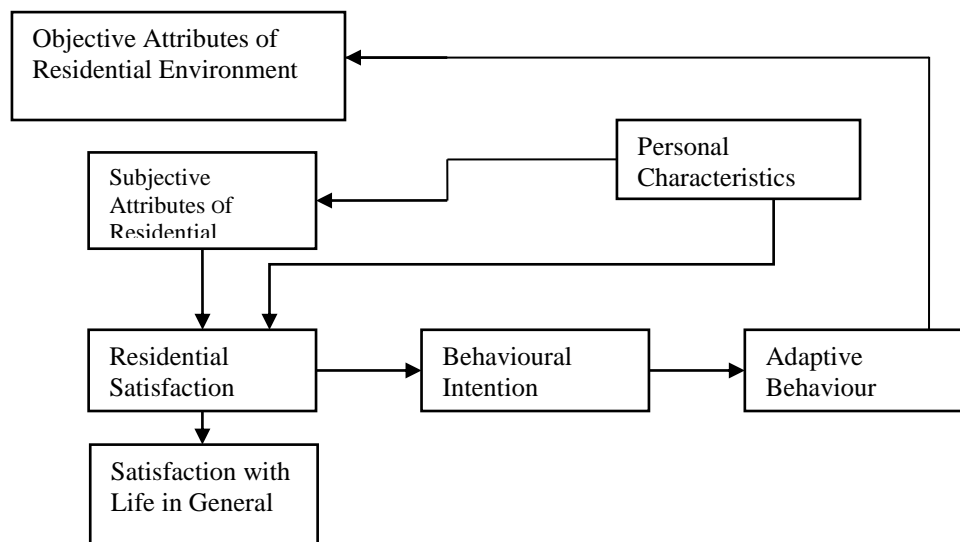 Objective Attributes of
Residential Environment
Personal
Characteristics
Subjective
Attributes of
Residential
Residential
Satisfaction
Behavioural
Intention
Adaptive
Behaviour
Satisfaction with
Life in General